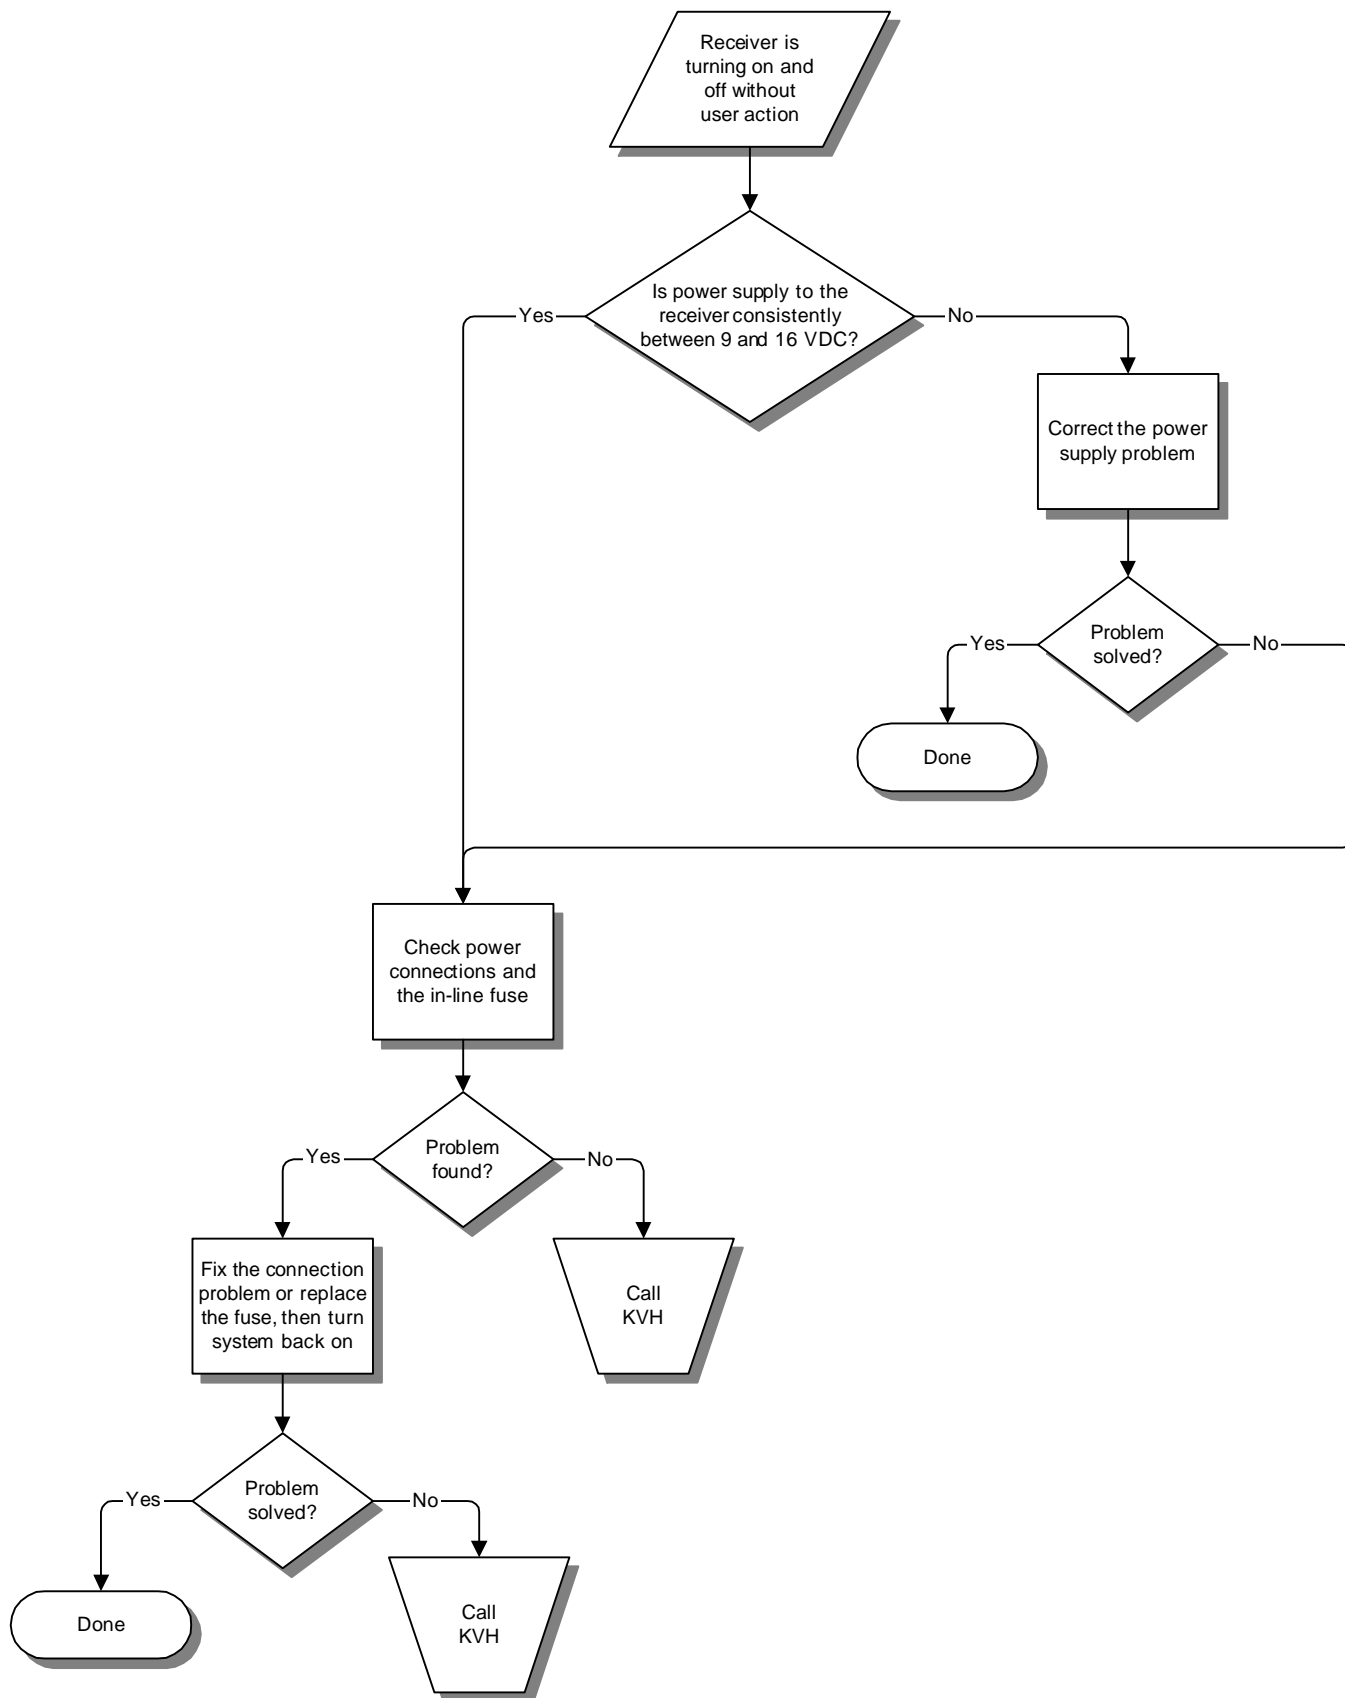 Receiver is
turning on and
off without
user action
Is power supply to the
receiver consistently
between 9 and 16 VDC?
Yes
No
Correct the power
supply problem
Problem
solved?
Yes
No
Done
Check power
connections and
the in-line fuse
Problem
found?
Yes
No
Fix the connection
problem or replace
the fuse, then turn
system back on
Call
KVH
Problem
solved?
Yes
No
Done
Call
KVH